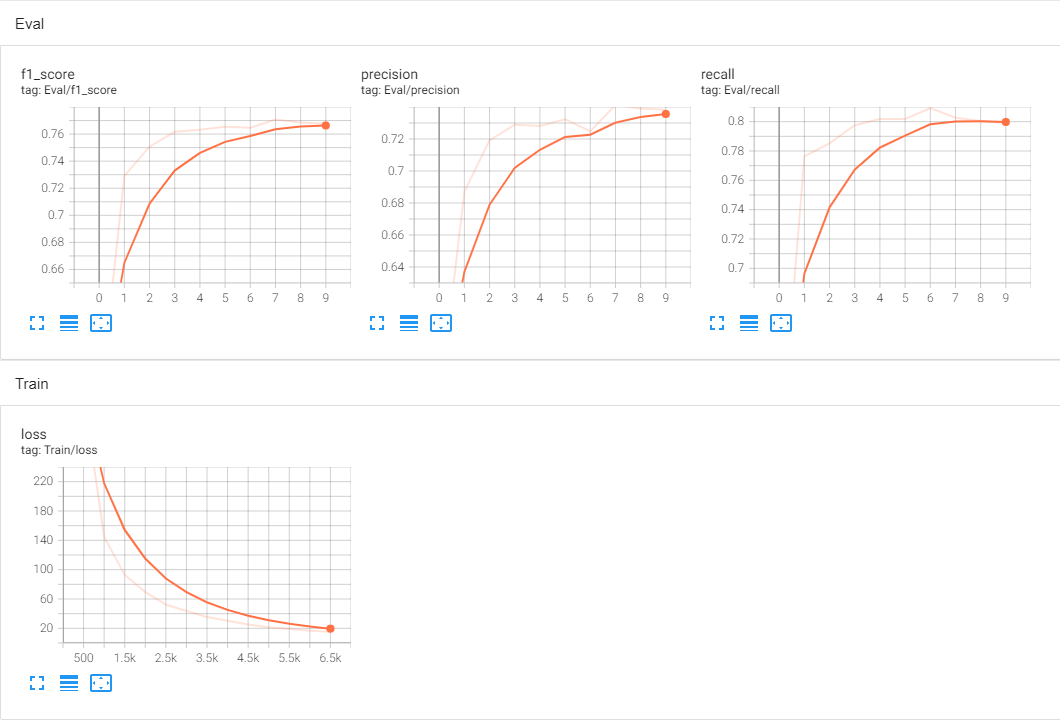 Eval
f1_score
tag: Eval/f1_score
0.76
0.74
0.72
0.7
0.68
0.66
0 1 2 3 4 5 6 7 8 9
precision
tag: Eval/precision
0.72
0.7
0.68
0.66
0.64
0 1 2 3 4 5 6 7 8 9
recall
tag: Eval/recall
0.8
0.78
0.76
0.74
0.72
0.7
0 1 2 3 4 5 6 7 8 9
Train
loss
tag: Train/loss
220
180
140
100
60
20
500 1.5k 2.5k 3.5k 4.5k 5.5k 6.5k